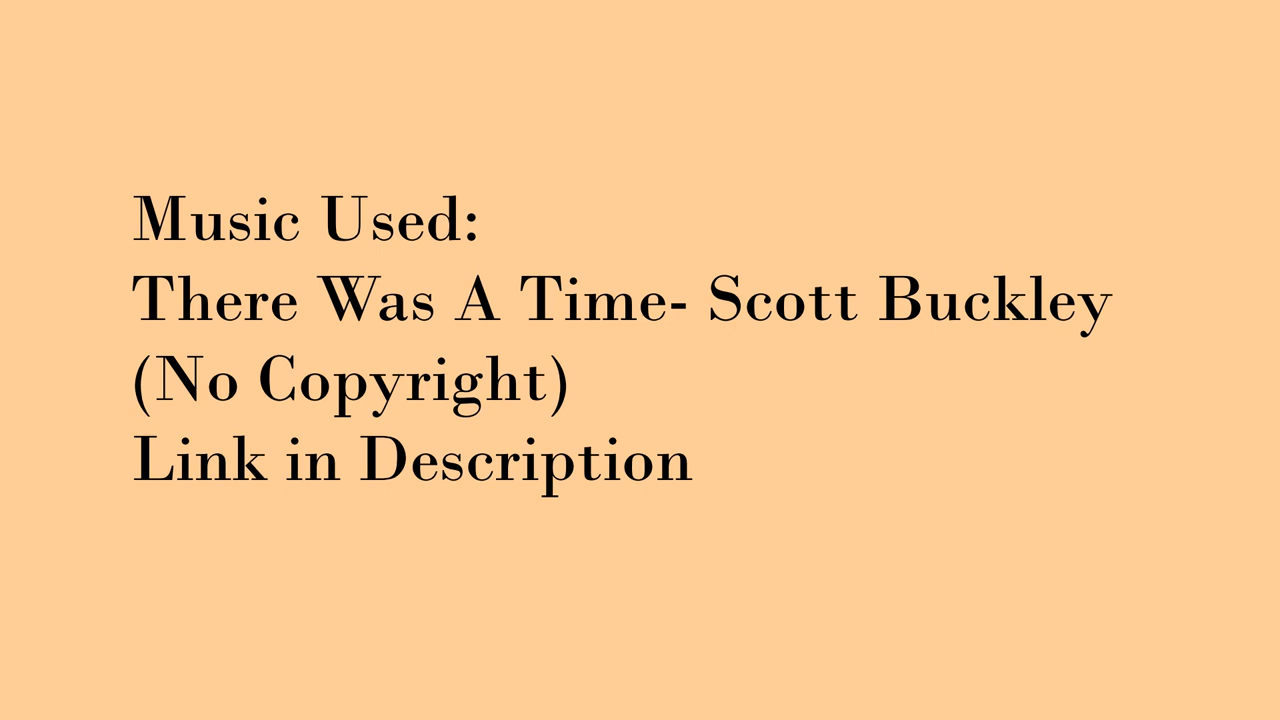 Music Used:
There Was A Time- Scott Buckley
(No Copyright)
Link in Description